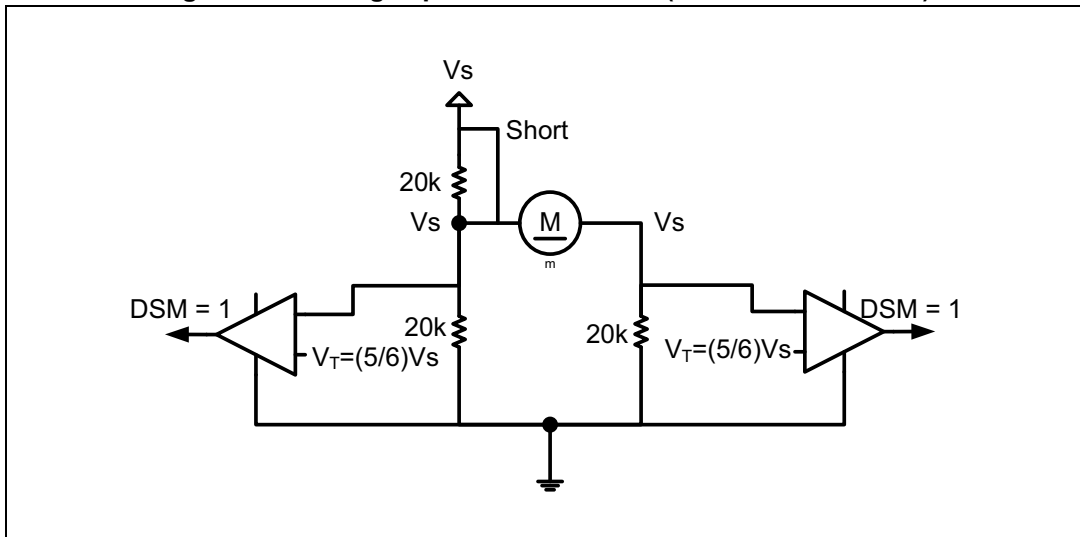 Vs
Short
20k
Vs
M
Vs
m
DSM = 1
DSM = 1
20k
20k
V_T=(5/6)Vs
V_T=(5/6)Vs